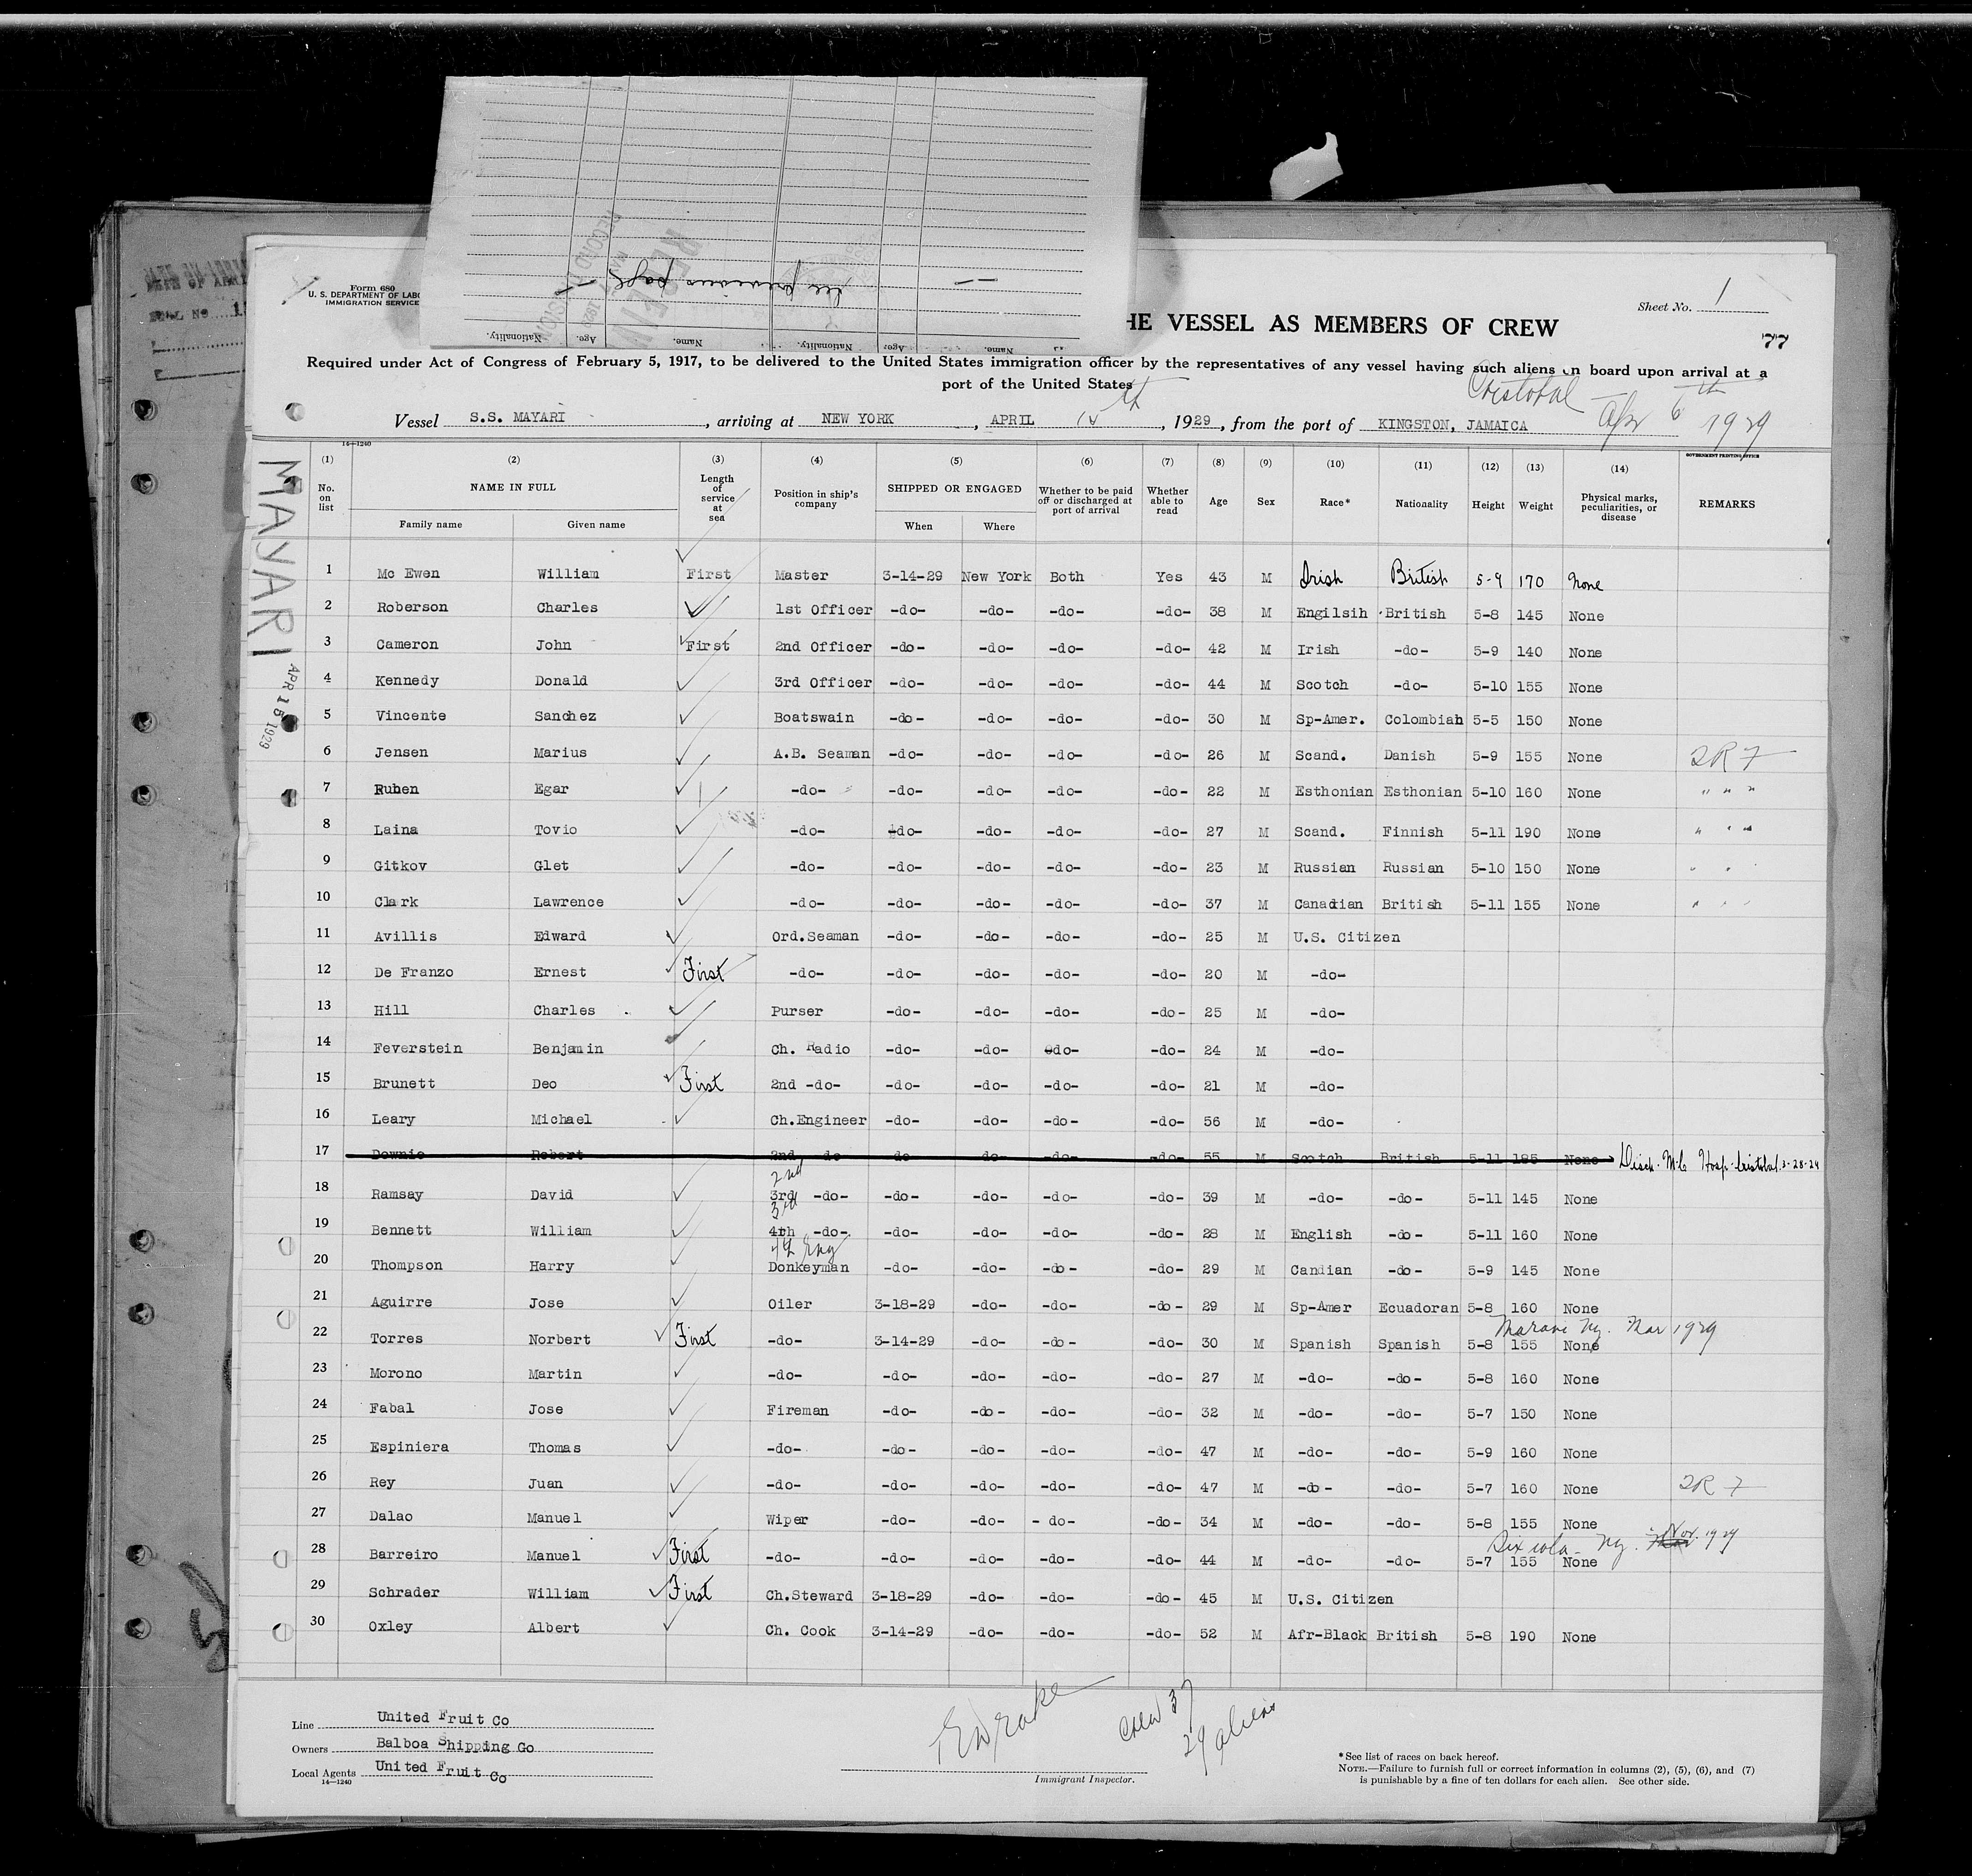 Form 680
U. S. DEPARTMENT OF LABO
IMMIGRATION SERVICE
see previous page
Nationality. Age. Name. Nationality. Age. Name.
HE VESSEL AS MEMBERS OF CREW
Sheet No. 1
77
Required under Act of Congress of February 5, 1917, to be delivered to the United States immigration officer by the representatives of any vessel having such aliens on board upon arrival at a
port of the United States
Cristobal Apr 6th 1929
Vessel S.S. MAYARI, arriving at NEW YORK, APRIL 15th, 1929, from the port of KINGSTON, JAMAICA
14—1240
GOVERNMENT PRINTING OFFICE
(1) (2) (3) (4) (5) (6) (7) (8) (9) (10) (11) (12) (13) (14)
No. on list NAME IN FULL Family name Given name Length of service at sea Position in ship's company SHIPPED OR ENGAGED When Where Whether to be paid off or discharged at port of arrival Whether able to read Age Sex Race* Nationality Height Weight Physical marks, peculiarities, or disease REMARKS
MAYARI
APR 15 1929
1 Mc Ewen William First Master 3-14-29 New York Both Yes 43 M Irish British 5-9 170 None
2 Roberson Charles 1st Officer -do- -do- -do- -do- 38 M Engilsih British 5-8 145 None
3 Cameron John First 2nd Officer -do- -do- -do- -do- 42 M Irish -do- 5-9 140 None
4 Kennedy Donald 3rd Officer -do- -do- -do- -do- 44 M Scotch -do- 5-10 155 None
5 Vincente Sanchez Boatswain -do- -do- -do- -do- 30 M Sp-Amer. Colombiah 5-5 150 None
6 Jensen Marius A.B. Seaman -do- -do- -do- -do- 26 M Scand. Danish 5-9 155 None 2R7
7 Ruben Egar -do- -do- -do- -do- -do- 22 M Esthonian Esthonian 5-10 160 None " " "
8 Laina Tovio -do- -do- -do- -do- -do- 27 M Scand. Finnish 5-11 190 None " " "
9 Gitkov Glet -do- -do- -do- -do- -do- 23 M Russian Russian 5-10 150 None " "
10 Clark Lawrence -do- -do- -do- -do- -do- 37 M Canadian British 5-11 155 None " " "
11 Avillis Edward Ord.Seaman -do- -do- -do- -do- 25 M U.S. Citizen
12 De Franzo Ernest First -do- -do- -do- -do- -do- 20 M -do-
13 Hill Charles Purser -do- -do- -do- -do- 25 M -do-
14 Feverstein Benjamin Ch. Radio -do- -do- -do- -do- 24 M -do-
15 Brunett Deo First 2nd -do- -do- -do- -do- -do- 21 M -do-
16 Leary Michael Ch.Engineer -do- -do- -do- -do- 56 M -do-
17 Downie Robert 2nd -do- -do- -do- -do- -do- 55 M Scotch British 5-11 185 None Disch. M.C Hosp. Cristobal 3-28-24
2nd
18 Ramsay David 3rd -do- -do- -do- -do- -do- 39 M -do- -do- 5-11 145 None
3rd
19 Bennett William 4th -do- -do- -do- -do- -do- 28 M English -do- 5-11 160 None
4th Eng
20 Thompson Harry Donkeyman -do- -do- -do- -do- 29 M Candian -do- 5-9 145 None
21 Aguirre Jose Oiler 3-18-29 -do- -do- -do- 29 M Sp-Amer Ecuadoran 5-8 160 None
Ny. Mar 1929
22 Torres Norbert First -do- 3-14-29 -do- -do- -do- 30 M Spanish Spanish 5-8 155 None
23 Morono Martin -do- -do- -do- -do- -do- 27 M -do- -do- 5-8 160 None
24 Fabal Jose Fireman -do- -do- -do- -do- 32 M -do- -do- 5-7 150 None
25 Espiniera Thomas -do- -do- -do- -do- -do- 47 M -do- -do- 5-9 160 None
26 Rey Juan -do- -do- -do- -do- -do- 47 M -do- -do- 5-7 160 None 2R7
27 Dalao Manuel Wiper -do- -do- -do- -do- 34 M -do- -do- 5-8 155 None
Sixaola Ny. Nov. 1927
28 Barreiro Manuel First -do- -do- -do- -do- -do- 44 M -do- -do- 5-7 155 None
29 Schrader William First Ch.Steward 3-18-29 -do- -do- -do- 45 M U.S. Citizen
30 Oxley Albert Ch. Cook 3-14-29 -do- -do- -do- 52 M Afr-Black British 5-8 190 None
Line United Fruit Co
Owners Balboa Shipping Co
Local Agents United Fruit Co
14—1240
Crew 37
29 aliens
Immigrant Inspector.
*See list of races on back hereof.
NOTE.—Failure to furnish full or correct information in columns (2), (5), (6), and (7)
is punishable by a fine of ten dollars for each alien. See other side.